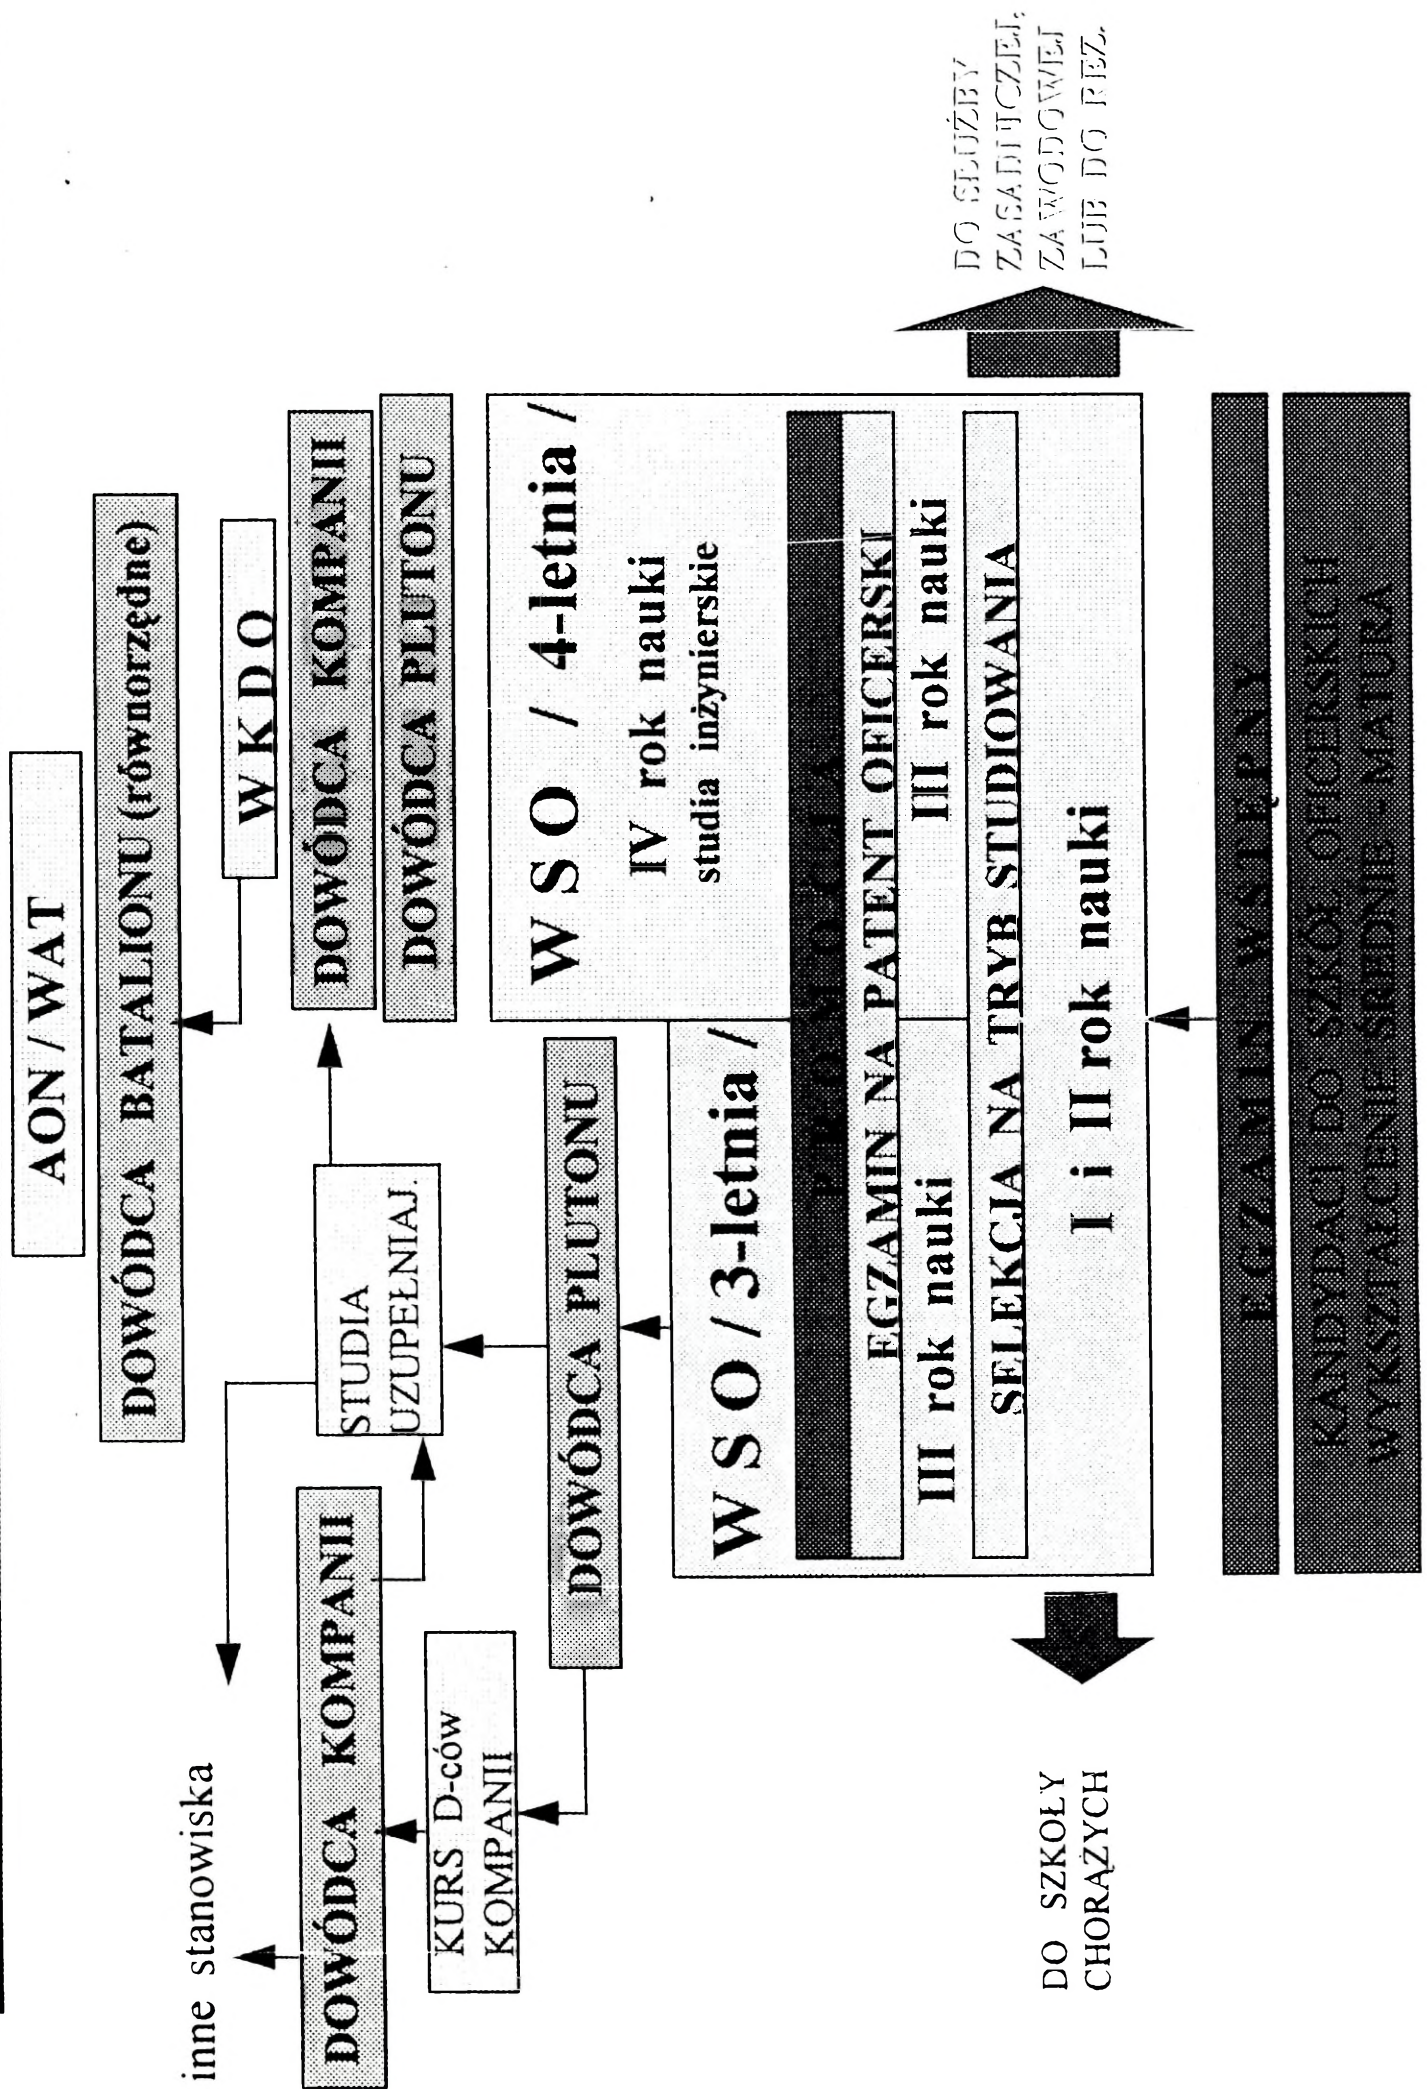 AON / WAT
DOWÓDCA BATALIONU (równorzędne)
inne stanowiska
W K D O
DOWÓDCA KOMPANII
STUDIA
UZUPEŁNIAJ.
DOWÓDCA KOMPANII
DOWÓDCA PLUTONU
KURS D-ców
KOMPANII
DOWÓDCA PLUTONU
W S O / 4-letnia /
IV rok nauki
studia inżynierskie
W S O / 3-letnia /
PROMOCJA
EGZAMIN NA PATENT OFICERSKI
III rok nauki
III rok nauki
SELEKCJA NA TRYB STUDIOWANIA
I i II rok nauki
DO SZKOŁY
CHORĄŻYCH
DO SŁUŻBY
ZASADNICZEJ,
ZAWODOWEJ
LUB DO REZ.
EGZAMIN WSTĘPNY
KANDYDACI DO SZKÓŁ OFICERSKICH
WYKSZTAŁCENIE ŚREDNIE - MATURA